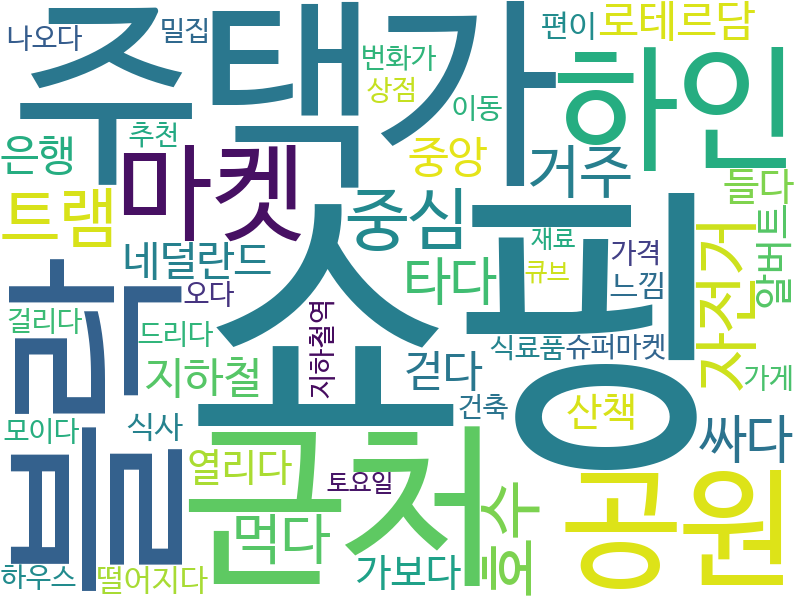 나오다
밀집
편이
로테르담
주택가
하인
번화가
상점
이동
은행
추천
마켓
중앙
거주
들다
트램
중심
쇼핑
재료
가격
네덜란드
타다
큐브
느낌
자전거
알버트
오다
빌라
걸리다
드리다
지하철역
지하철
걷다
식료품
슈퍼마켓
가게
모이다
식사
건축
산책
싸다
근처
열리다
토요일
호수
공원
먹다
하우스
떨어지다
가보다